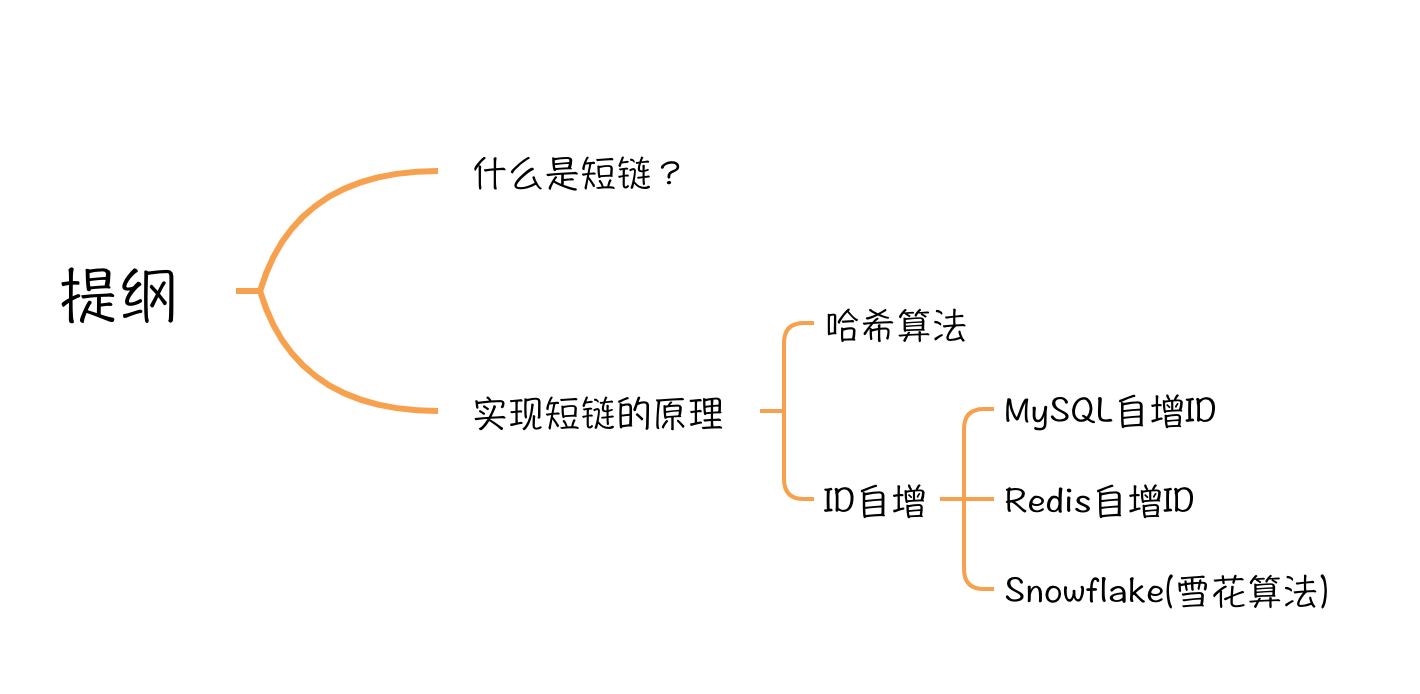 提纲
什么是短链？
实现短链的原理
哈希算法
ID自增
MySQL自增ID
Redis自增ID
Snowflake(雪花算法)